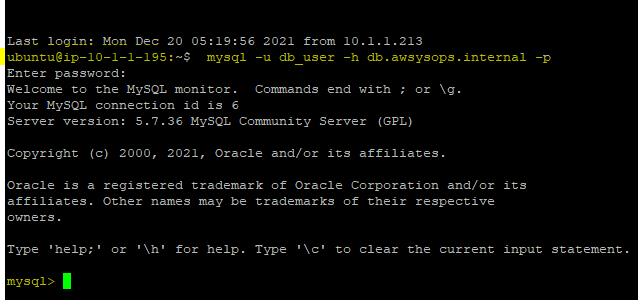 Last login: Mon Dec 20 05:19:56 2021 from 10.1.1.213
ubuntu@ip-10-1-1-195:~$  mysql -u db_user -h db.awsysops.internal -p
Enter password:
Welcome to the MySQL monitor.  Commands end with ; or \g.
Your MySQL connection id is 6
Server version: 5.7.36 MySQL Community Server (GPL)
Copyright (c) 2000, 2021, Oracle and/or its affiliates.
Oracle is a registered trademark of Oracle Corporation and/or its
affiliates. Other names may be trademarks of their respective
owners.
Type 'help;' or '\h' for help. Type '\c' to clear the current input statement.
mysql>